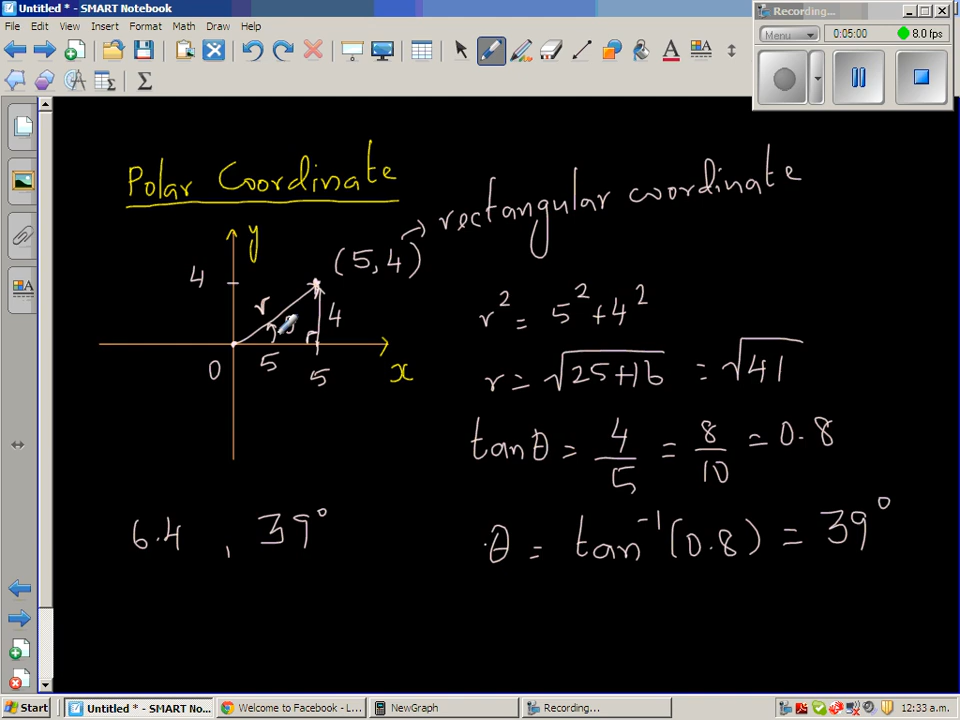 Untitled * - SMART Notebook
File Edit View Insert Format Math Draw Help
Recording...
Menu 0:05:00 8.0 fps
Polar Coordinate
rectangular coordinate
y
(5,4)
4
r
4
0
5
5
x
r² = 5² + 4²
r = √25+16 = √41
tanθ = 4/5 = 8/10 = 0.8
6.4 , 39°
θ = tan⁻¹(0.8) = 39°
Start Untitled * - SMART No... Welcome to Facebook - L... NewGraph Recording... 12:33 a.m.